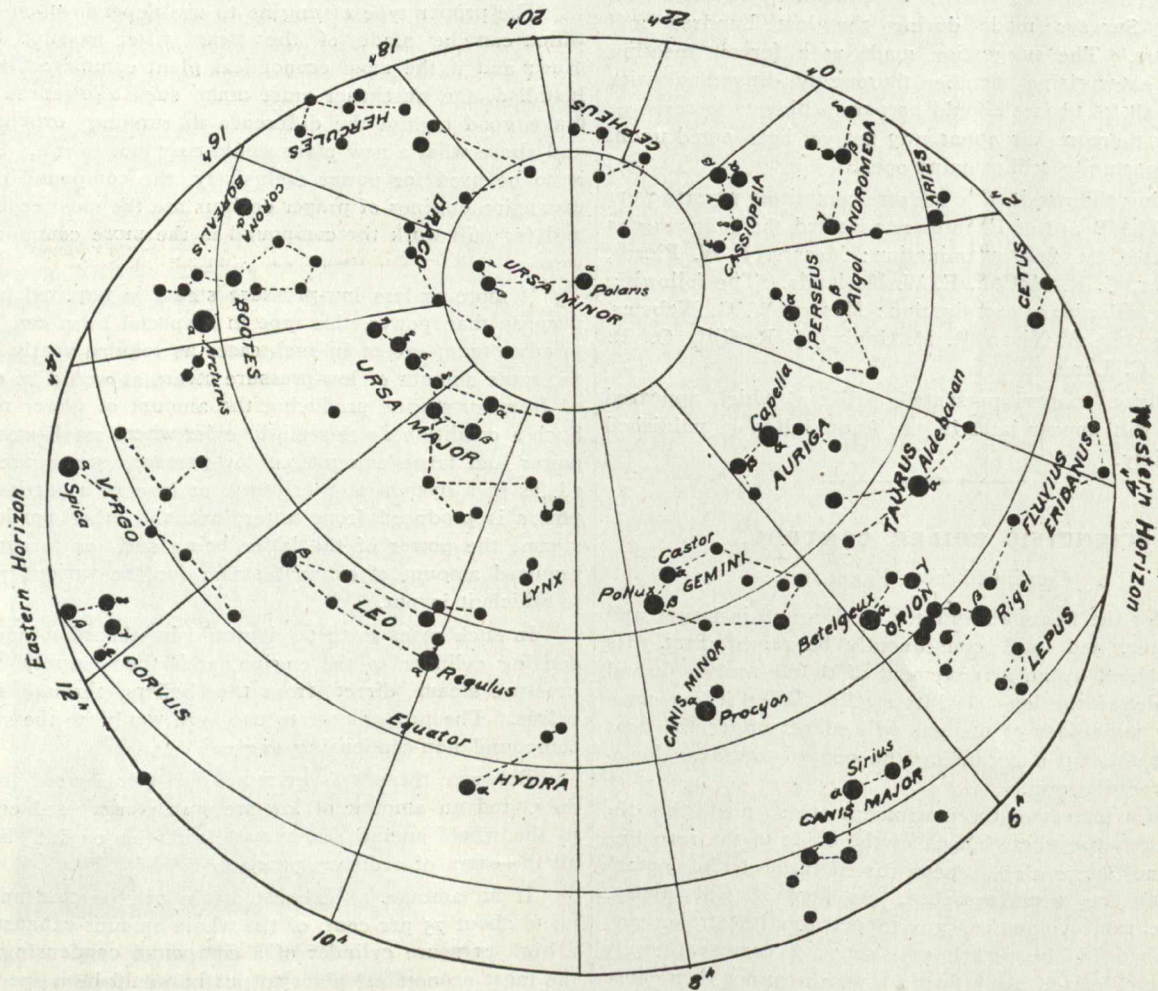 20ʰ
22ʰ
18ʰ
0ʰ
16ʰ
HERCULES
CEPHEUS
β
α
γ
δ
ε
CASSIOPEIA
β
γ
ANDROMEDA
ARIES
2ʰ
CORONA
BOREALIS
α
DRACO
γ
β
URSA MINOR
α
Polaris
α
PERSEUS
β
Algol
CETUS
BOOTES
α
Arcturus
14ʰ
η
ζ
ε
δ
γ
α
β
URSA
MAJOR
Capella
β
α
AURIGA
TAURUS
α
Aldebaran
FLUVIUS
ERIDANUS
4ʰ
Western Horizon
Eastern Horizon
α
Spica
VIRGO
β
LEO
LYNX
Castor
α
GEMINI
Pollux
β
Betelgeux
α
ORION
γ
β
Rigel
LEPUS
β
δ
γ
CORVUS
12ʰ
α
Regulus
Equator
CANIS MINOR
α
Procyon
HYDRA
α
Sirius
α
β
CANIS MAJOR
6ʰ
10ʰ
8ʰ